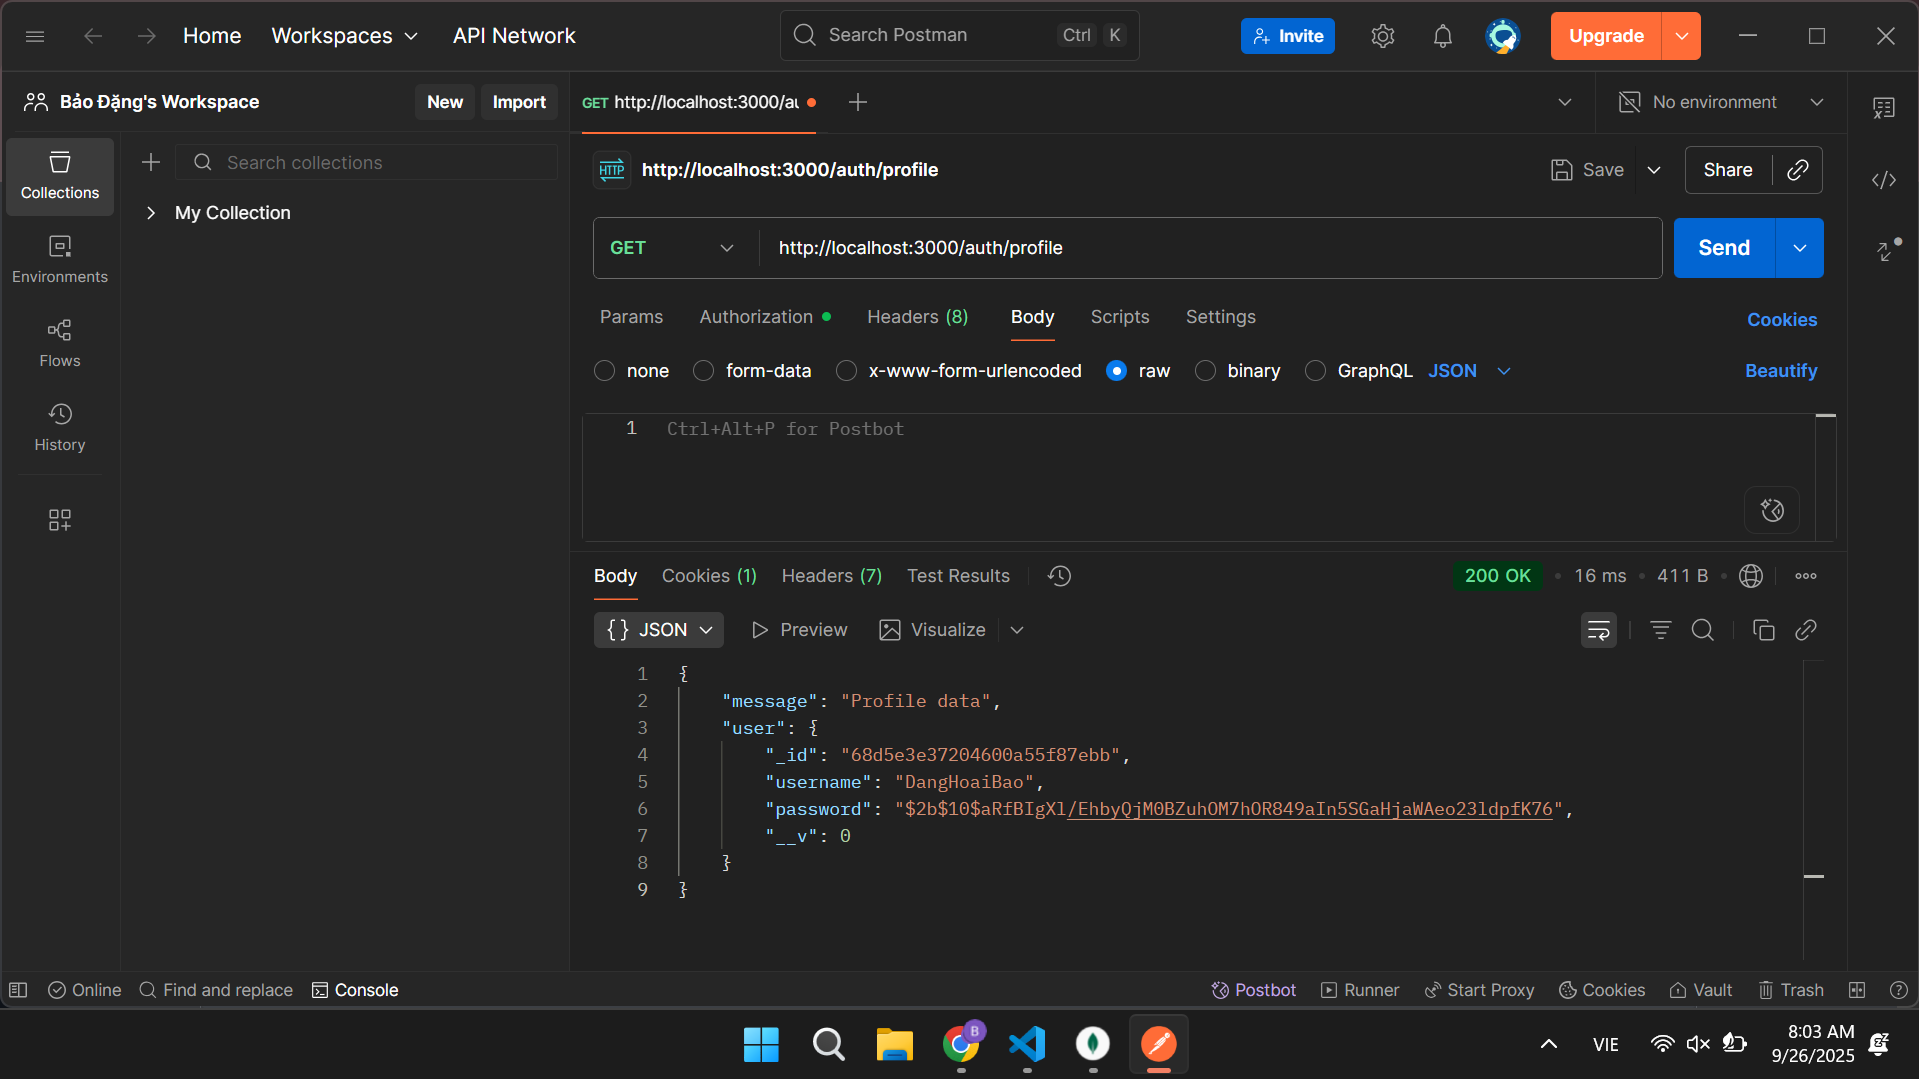 Home
Workspaces
API Network
Search Postman
Ctrl K
Invite
Upgrade
Bảo Đặng's Workspace
New
Import
GET http://localhost:3000/au
No environment
Collections
Environments
Flows
History
Search collections
My Collection
HTTP
http://localhost:3000/auth/profile
Save
Share
GET
http://localhost:3000/auth/profile
Send
Params
Authorization
Headers (8)
Body
Scripts
Settings
Cookies
none
form-data
x-www-form-urlencoded
raw
binary
GraphQL
JSON
Beautify
1
Ctrl+Alt+P for Postbot
Body
Cookies (1)
Headers (7)
Test Results
200 OK
16 ms
411 B
{} JSON
Preview
Visualize
1 {
2 "message": "Profile data",
3 "user": {
4 "_id": "68d5e3e37204600a55f87ebb",
5 "username": "DangHoaiBao",
6 "password": "$2b$10$aRfBIgXl/EhbyQjM0BZuhOM7hOR849aIn5SGaHjaWAeo23ldpfK76",
7 "__v": 0
8 }
9 }
Online
Find and replace
Console
Postbot
Runner
Start Proxy
Cookies
Vault
Trash
B
VIE
8:03 AM
9/26/2025